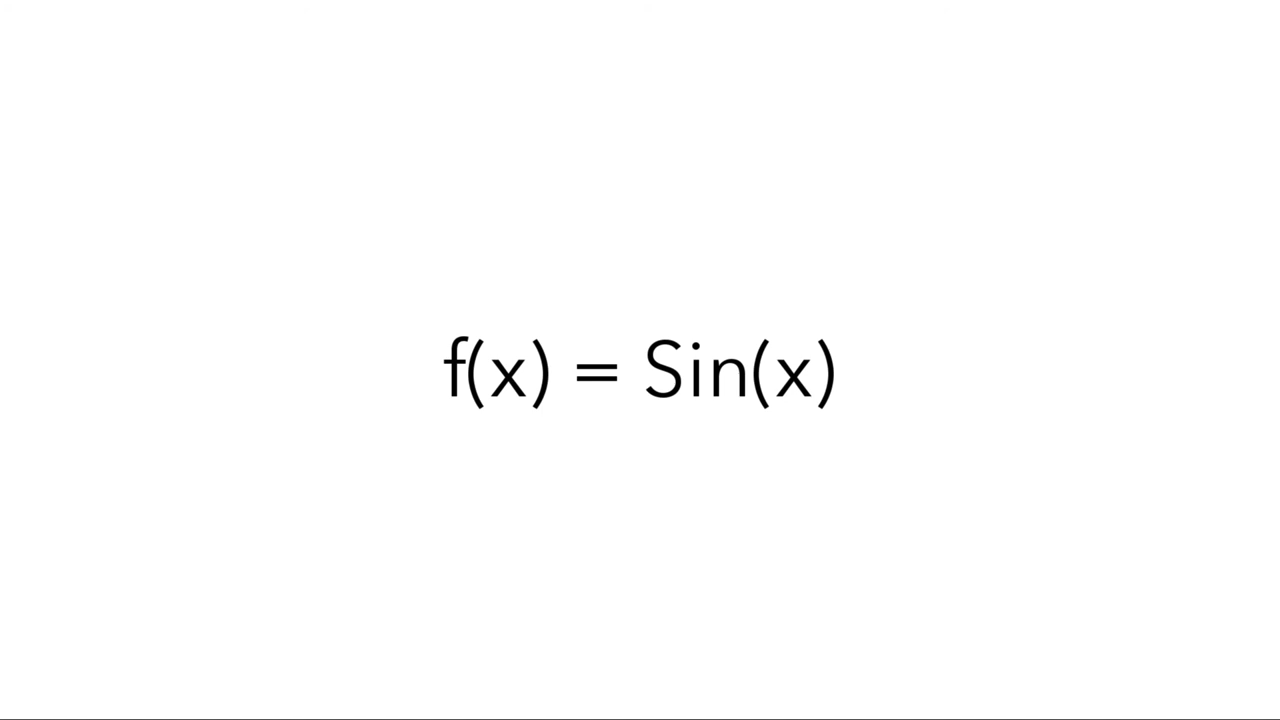 f(x) = Sin(x)